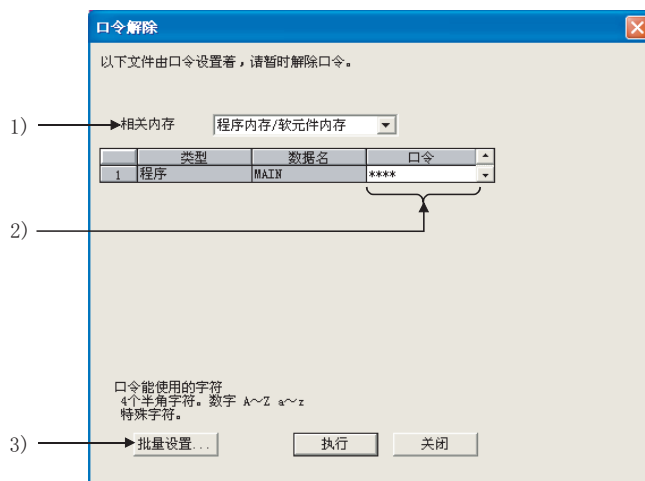 口令解除
以下文件由口令设置着,请暂时解除口令。
1)
相关内存 程序内存/软元件内存
类型 数据名 口令
1 程序 MAIN ****
2)
口令能使用的字符
4个半角字符。数字 A～Z a～z
特殊字符。
3)
批量设置... 执行 关闭